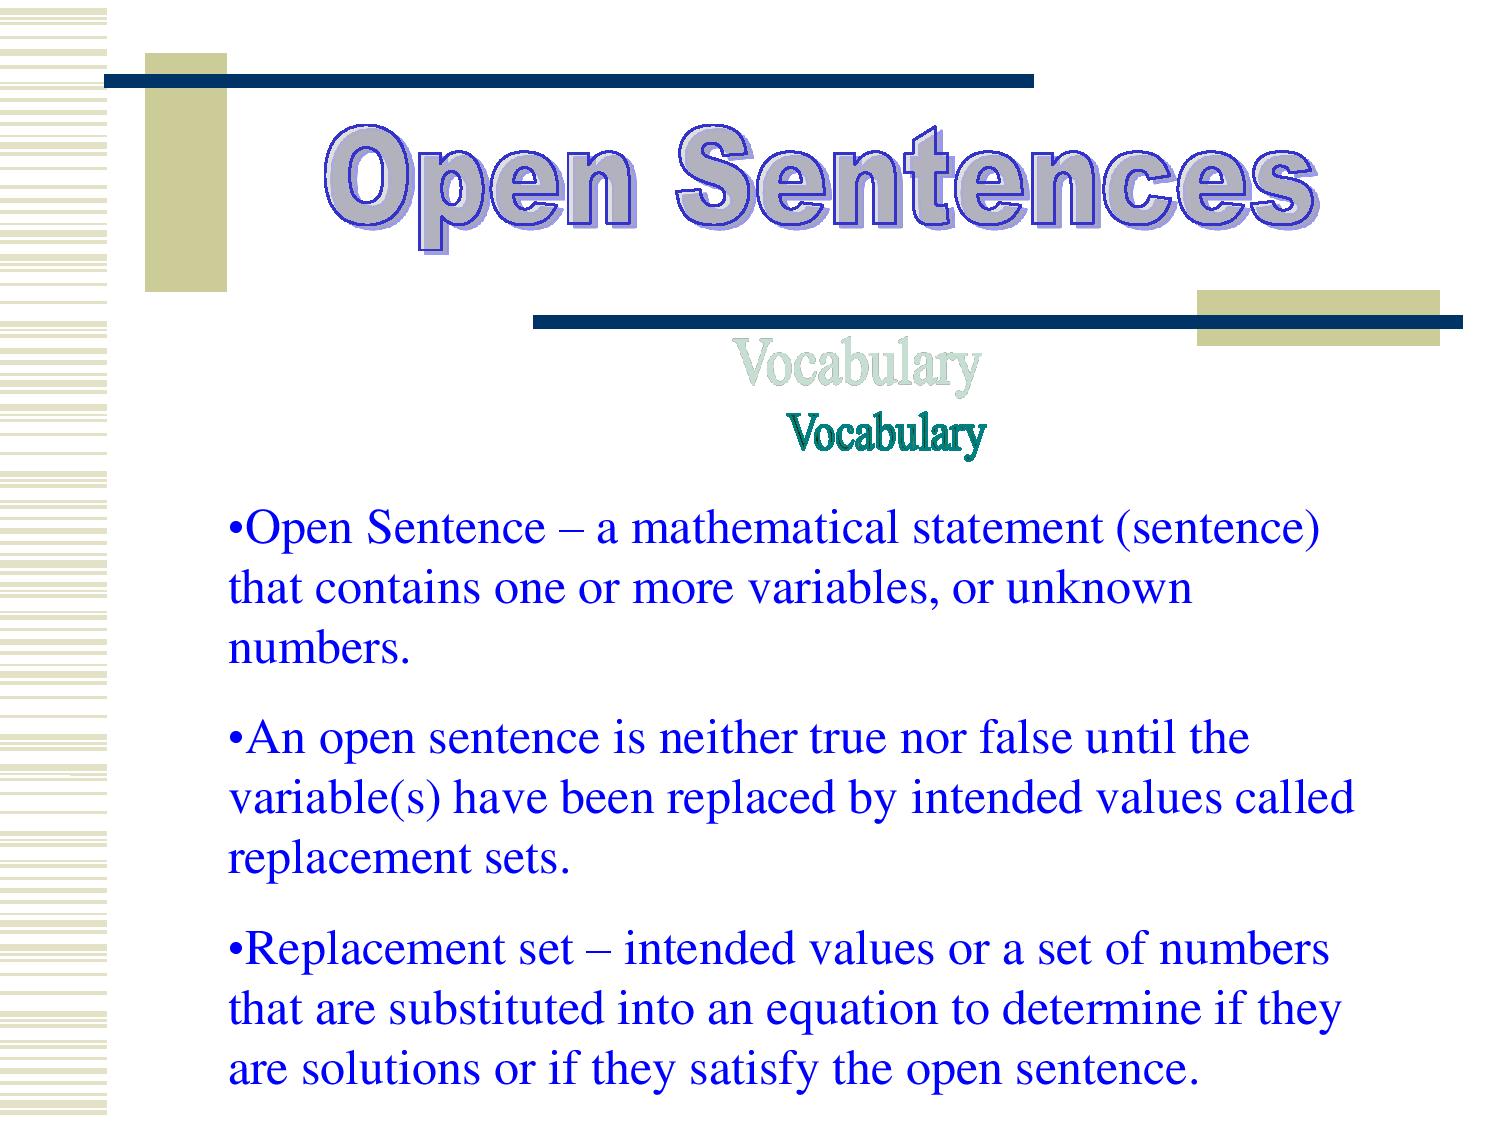 Open Sentences
Vocabulary
Vocabulary
•Open Sentence – a mathematical statement (sentence)
that contains one or more variables, or unknown
numbers.
•An open sentence is neither true nor false until the
variable(s) have been replaced by intended values called
replacement sets.
•Replacement set – intended values or a set of numbers
that are substituted into an equation to determine if they
are solutions or if they satisfy the open sentence.